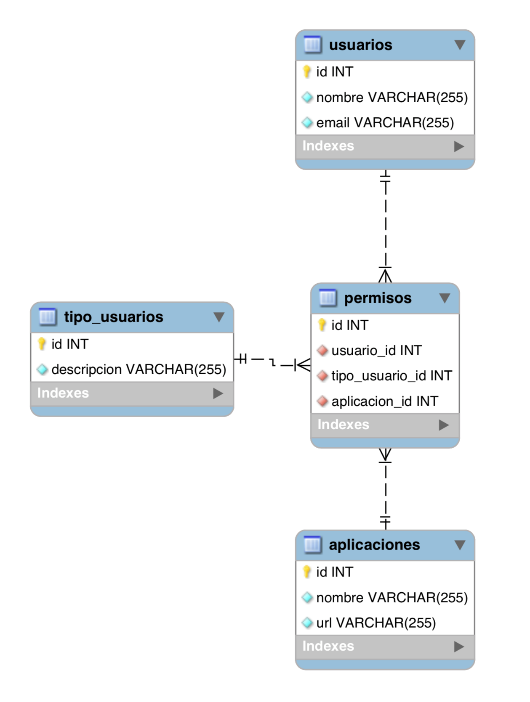 usuarios
id INT
nombre VARCHAR(255)
email VARCHAR(255)
Indexes
tipo_usuarios
id INT
descripcion VARCHAR(255)
Indexes
permisos
id INT
usuario_id INT
tipo_usuario_id INT
aplicacion_id INT
Indexes
aplicaciones
id INT
nombre VARCHAR(255)
url VARCHAR(255)
Indexes